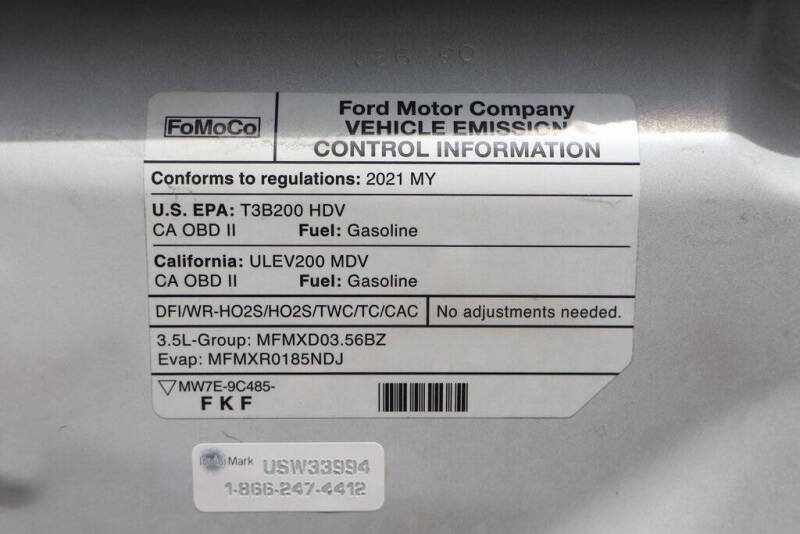 FoMoCo
Ford Motor Company
VEHICLE EMISSION
CONTROL INFORMATION
Conforms to regulations: 2021 MY
U.S. EPA: T3B200 HDV
CA OBD II Fuel: Gasoline
California: ULEV200 MDV
CA OBD II Fuel: Gasoline
DFI/WR-HO2S/HO2S/TWC/TC/CAC No adjustments needed.
3.5L-Group: MFMXD03.56BZ
Evap: MFMXR0185NDJ
MW7E-9C485-
FKF
Mark USW33994
1-866-247-4412